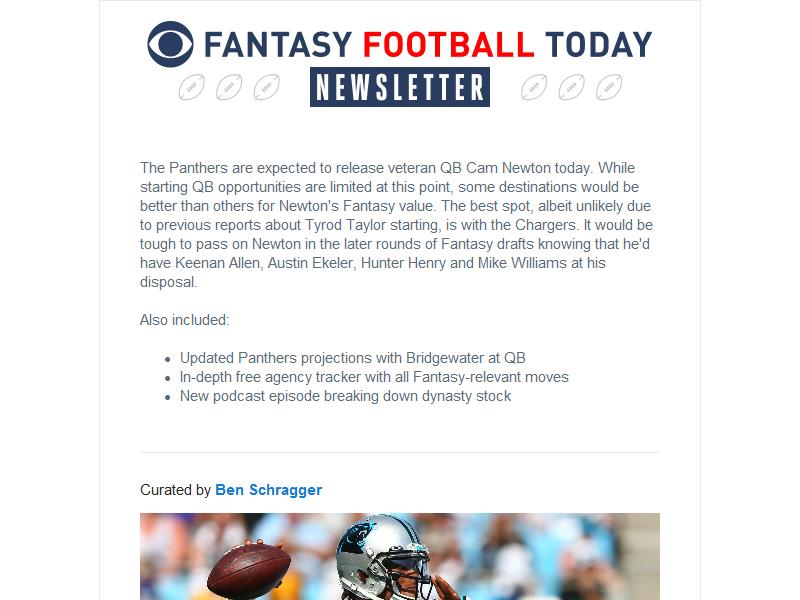 FANTASY FOOTBALL TODAY
NEWSLETTER
The Panthers are expected to release veteran QB Cam Newton today. While
starting QB opportunities are limited at this point, some destinations would be
better than others for Newton's Fantasy value. The best spot, albeit unlikely due
to previous reports about Tyrod Taylor starting, is with the Chargers. It would be
tough to pass on Newton in the later rounds of Fantasy drafts knowing that he'd
have Keenan Allen, Austin Ekeler, Hunter Henry and Mike Williams at his
disposal.
Also included:
• Updated Panthers projections with Bridgewater at QB
• In-depth free agency tracker with all Fantasy-relevant moves
• New podcast episode breaking down dynasty stock
Curated by Ben Schragger